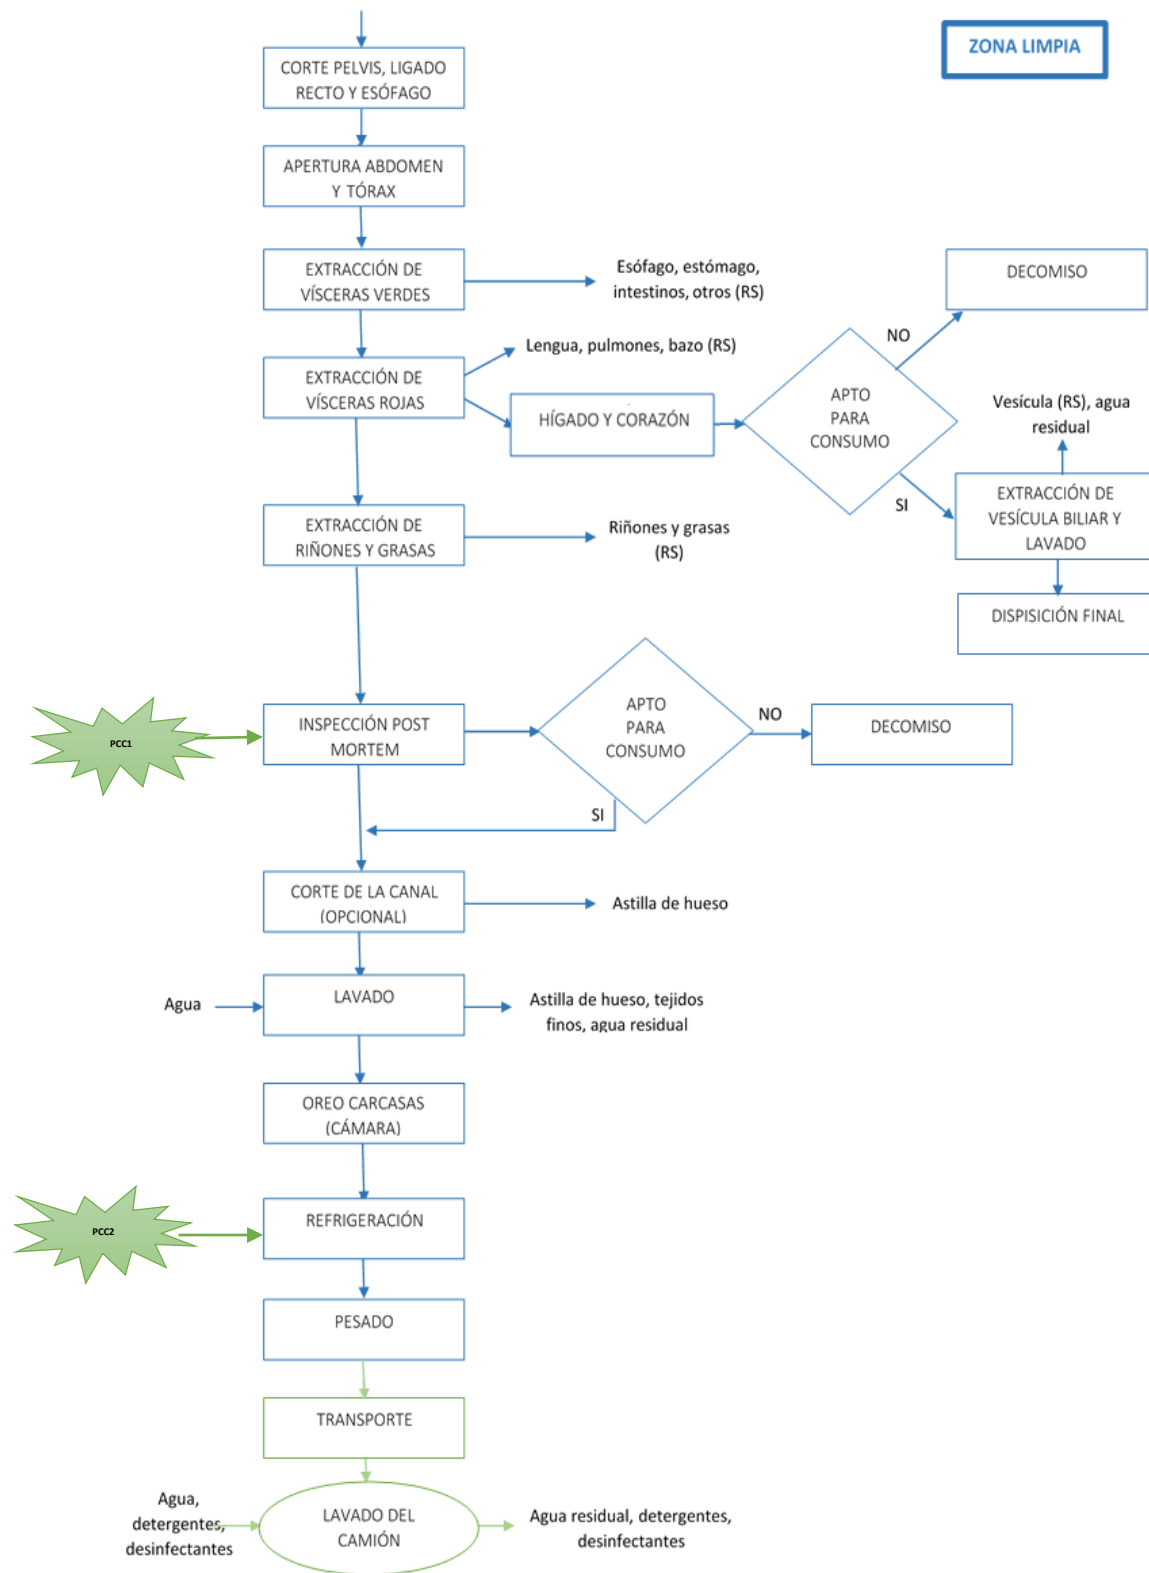 ZONA LIMPIA
CORTE PELVIS, LIGADO
RECTO Y ESÓFAGO
APERTURA ABDOMEN
Y TÓRAX
EXTRACCIÓN DE
VÍSCERAS VERDES
Esófago, estómago,
intestinos, otros (RS)
DECOMISO
NO
Lengua, pulmones, bazo (RS)
EXTRACCIÓN DE
VÍSCERAS ROJAS
HÍGADO Y CORAZÓN
APTO
PARA
CONSUMO
Vesícula (RS), agua
residual
SI
EXTRACCIÓN DE
VESÍCULA BILIAR Y
LAVADO
EXTRACCIÓN DE
RIÑONES Y GRASAS
Riñones y grasas
(RS)
DISPISICIÓN FINAL
PCC1
INSPECCIÓN POST
MORTEM
APTO
PARA
CONSUMO
NO
DECOMISO
SI
CORTE DE LA CANAL
(OPCIONAL)
Astilla de hueso
Agua
LAVADO
Astilla de hueso, tejidos
finos, agua residual
OREO CARCASAS
(CÁMARA)
PCC2
REFRIGERACIÓN
PESADO
TRANSPORTE
Agua,
detergentes,
desinfectantes
LAVADO DEL
CAMIÓN
Agua residual, detergentes,
desinfectantes